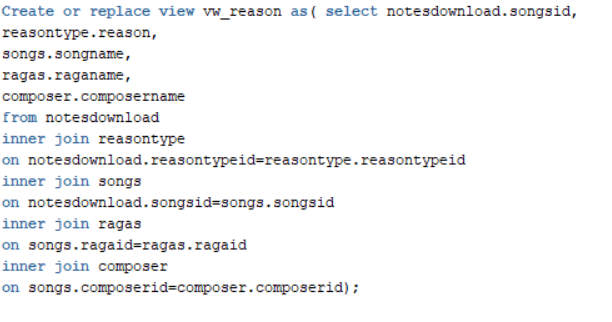 Create or replace view vw_reason as( select notesdownload.songsid,
reasontype.reason,
songs.songname,
ragas.raganame,
composer.composername
from notesdownload
inner join reasontype
on notesdownload.reasontypeid=reasontype.reasontypeid
inner join songs
on notesdownload.songsid=songs.songsid
inner join ragas
on songs.ragaid=ragas.ragaid
inner join composer
on songs.composerid=composer.composerid);